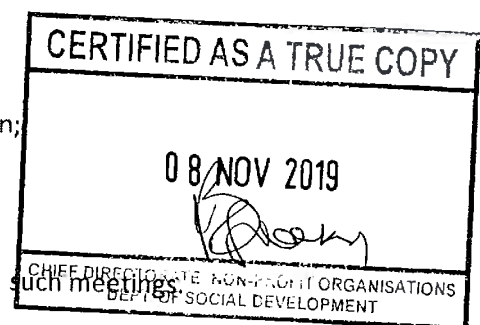 CERTIFIED AS A TRUE COPY
n;
08 NOV 2019
CHIEF DIRECTORATE NON-PROFIT ORGANISATIONS
such meetings.
DEPT OF SOCIAL DEVELOPMENT